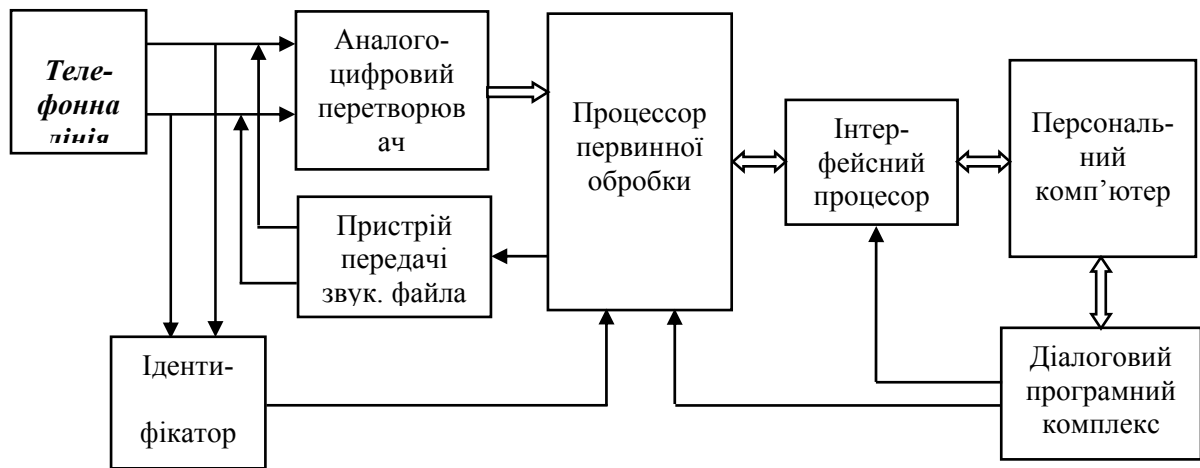 Теле-
фонна
лінія
Аналого-
цифровий
перетворюв
ач
Процессор
первинної
обробки
Інтер-
фейсний
процесор
Персональ-
ний
комп’ютер
Пристрій
передачі
звук. файла
Іденти-
фікатор
Діалоговий
програмний
комплекс